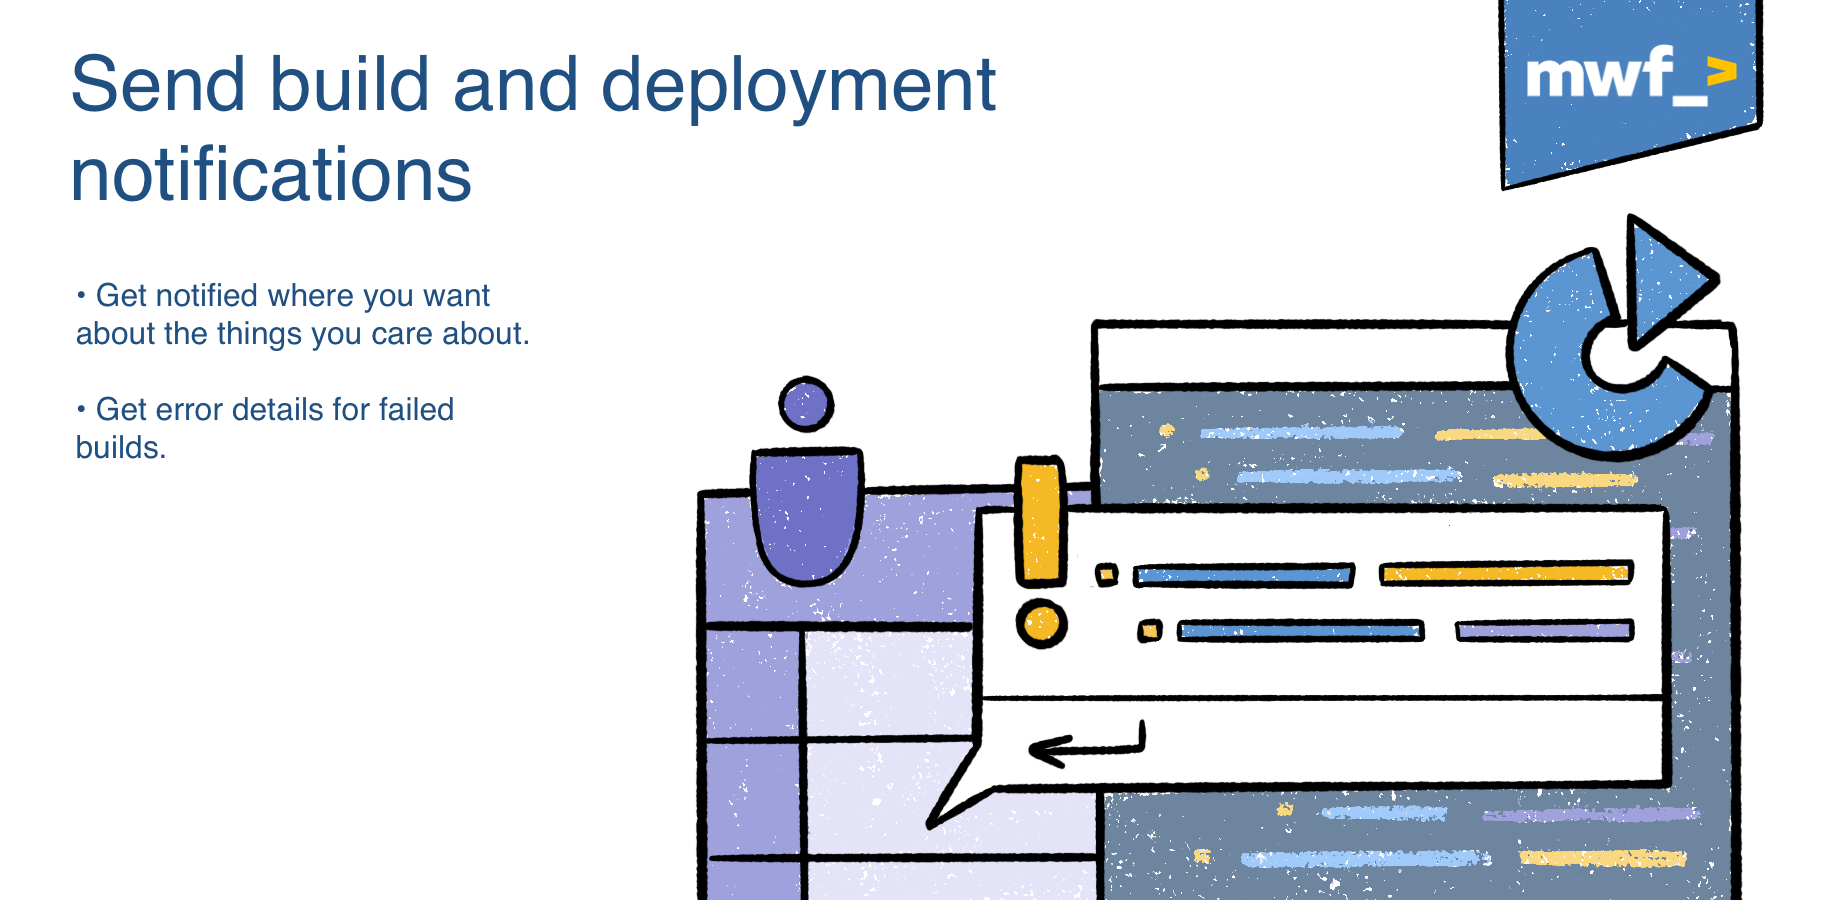 mwf_>
Send build and deployment
notifications
• Get notified where you want
about the things you care about.
• Get error details for failed
builds.